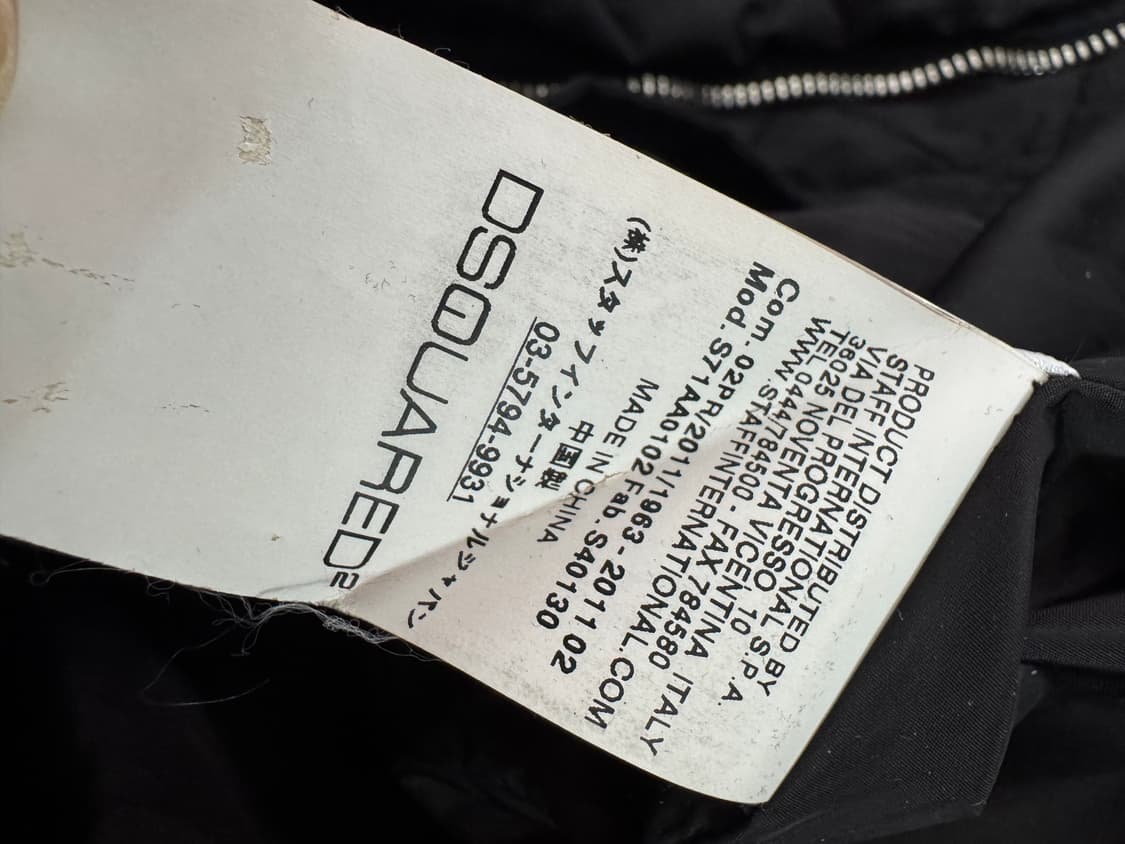 PRODUCT DISTRIBUTED BY
STAFF INTERNATIONAL S.P.A.
VIA DEL PROGRESSO, 10
36025 NOVENTA VICENTINA ITALY
TEL 0444/784500 - FAX 784580
WWW.STAFFINTERNATIONAL.COM
Com. 02PR/2011/1963 - 2011 02
Mod. S71AA0102 Fab. S40130
MADE IN CHINA
中国製
(株)スタッフインターナショナルジャパン
03-5794-9931
DSQUARED2